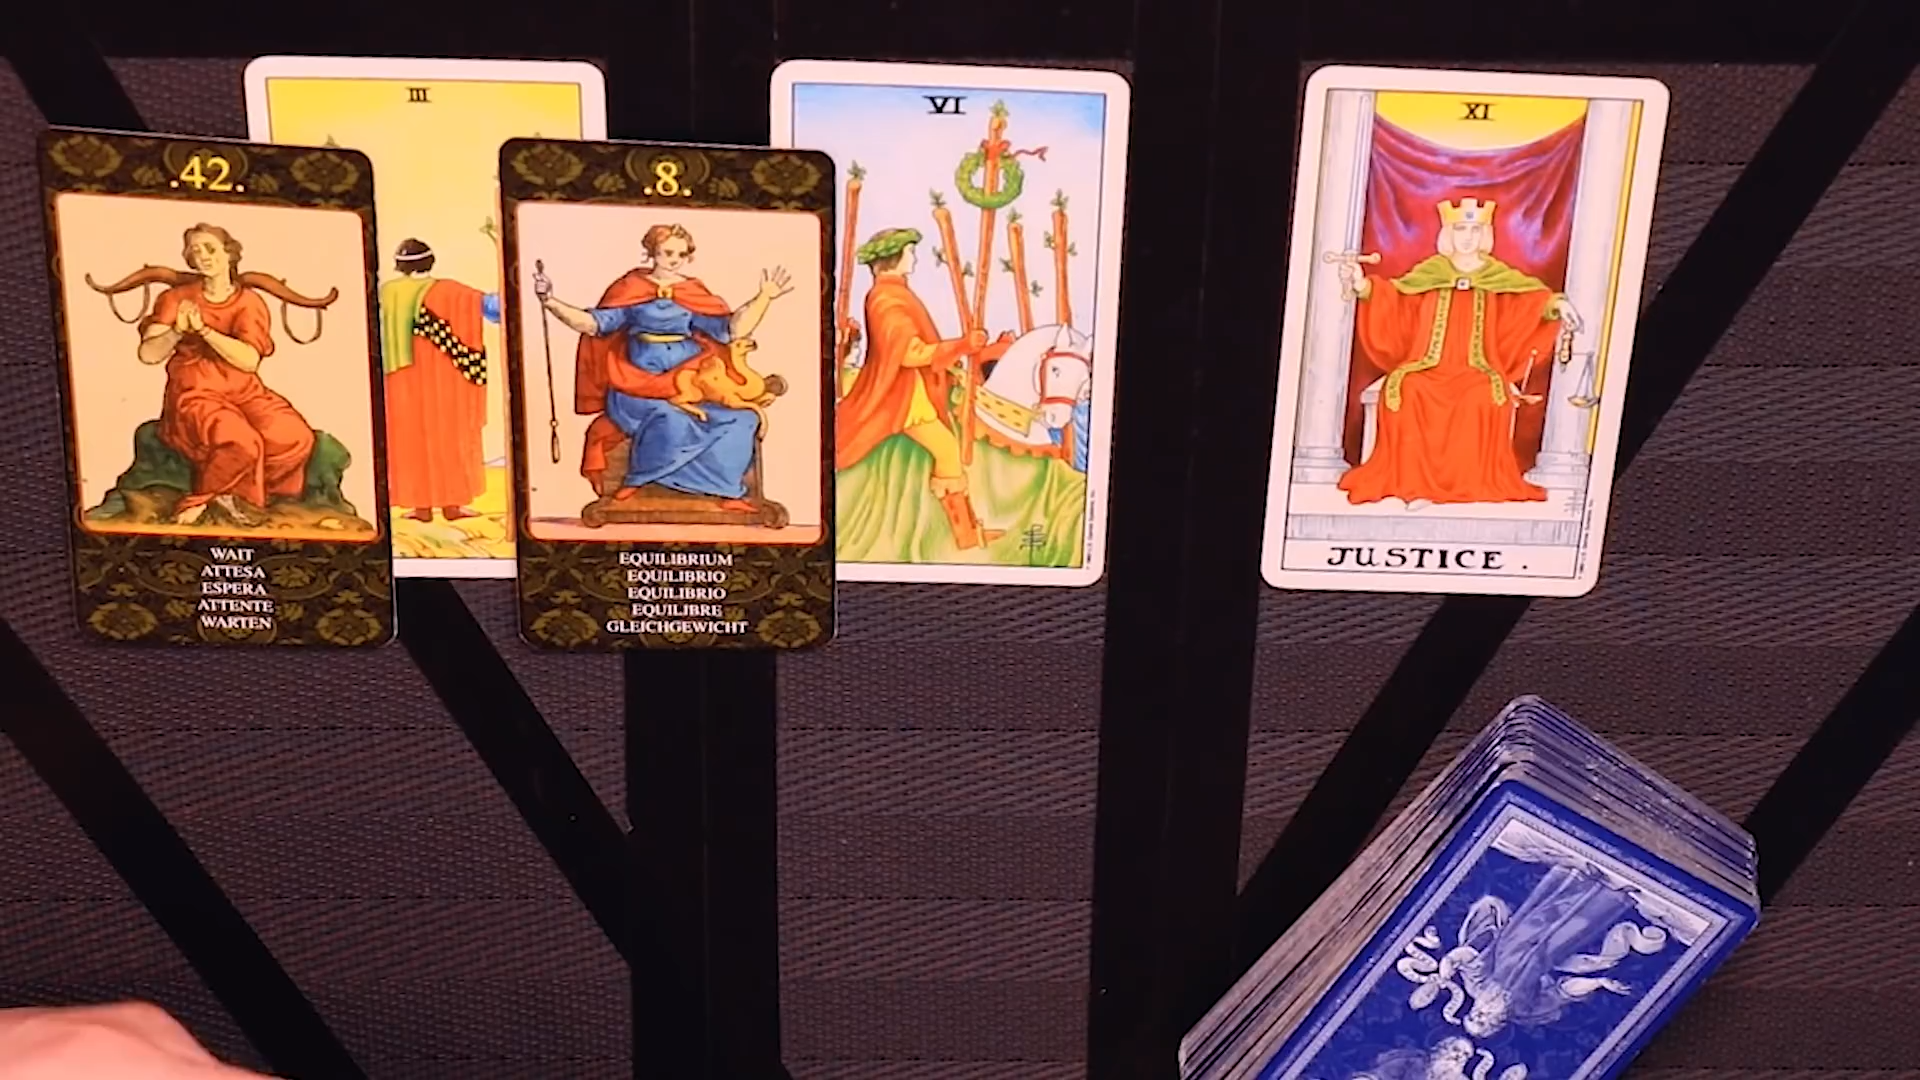 III
VI
XI
.42.
.8.
WAIT
ATTESA
ESPERA
ATTENTE
WARTEN
EQUILIBRIUM
EQUILIBRIO
EQUILIBRIO
EQUILIBRE
GLEICHGEWICHT
JUSTICE .